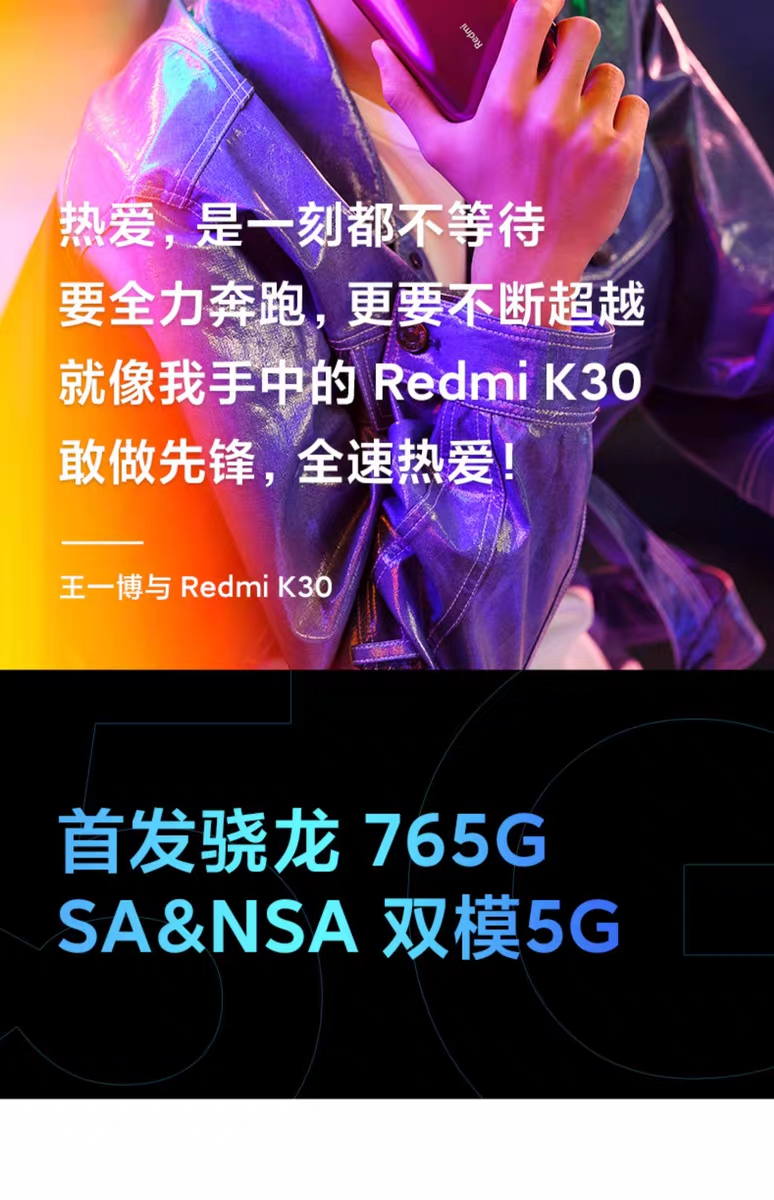 Redmi
热爱，是一刻都不等待
要全力奔跑，更要不断超越
就像我手中的 Redmi K30
敢做先锋，全速热爱！
王一博与 Redmi K30
首发骁龙 765G
SA&NSA 双模5G
5G